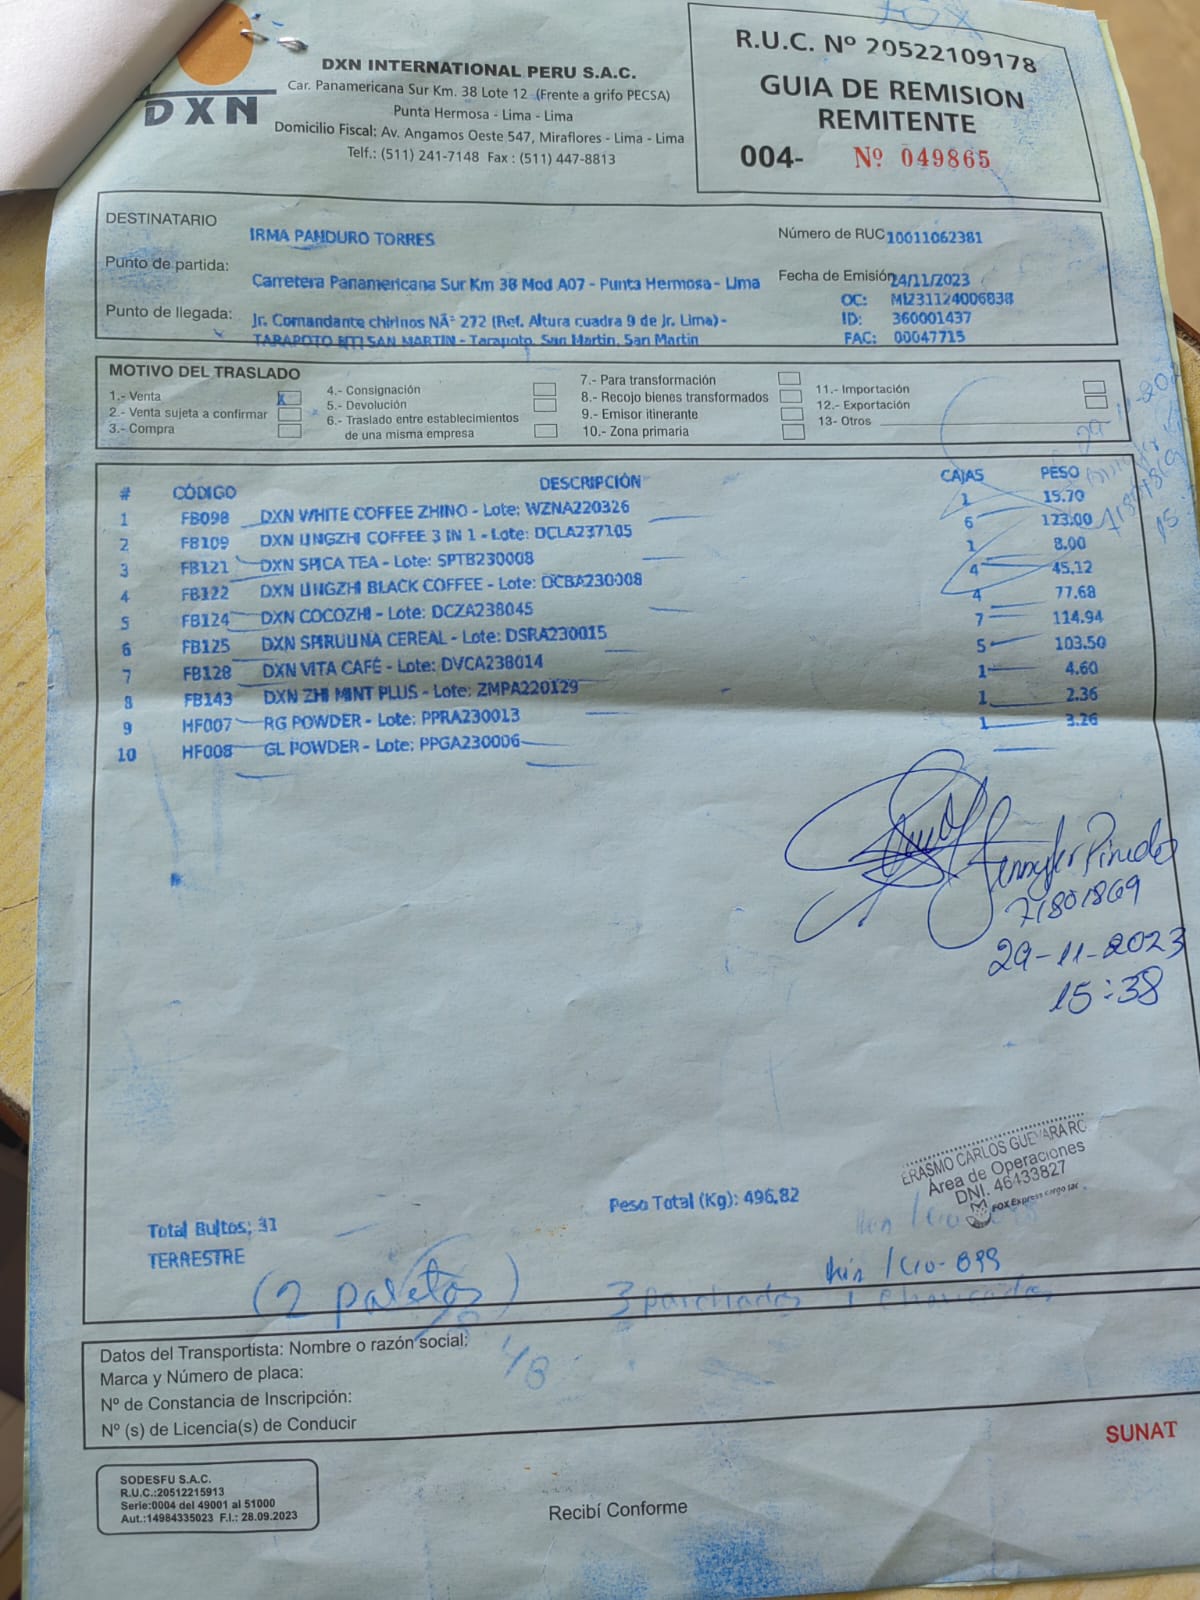 FOX
DXN
DXN INTERNATIONAL PERU S.A.C.
Car. Panamericana Sur Km. 38 Lote 12 (Frente a grifo PECSA)
Punta Hermosa - Lima - Lima
Domicilio Fiscal: Av. Angamos Oeste 547, Miraflores - Lima - Lima
Telf.: (511) 241-7148 Fax : (511) 447-8813
R.U.C. Nº 20522109178
GUIA DE REMISION
REMITENTE
004- Nº 049865
DESTINATARIO IRMA PANDURO TORRES Número de RUC 10011062381
Punto de partida: Carretera Panamericana Sur Km 38 Mod A07 - Punta Hermosa - Lima Fecha de Emisión 24/11/2023
OC: MI231124006838
Punto de llegada: Jr. Comandante chirinos NÂº 272 (Ref. Altura cuadra 9 de Jr. Lima) - ID: 360001437
TARAPOTO BTI SAN MARTIN - Tarapoto, San Martin, San Martin FAC: 00047715
MOTIVO DEL TRASLADO
1.- Venta X
2.- Venta sujeta a confirmar
3.- Compra
4.- Consignación
5.- Devolución
6.- Traslado entre establecimientos
de una misma empresa
7.- Para transformación
8.- Recojo bienes transformados
9.- Emisor itinerante
10.- Zona primaria
11.- Importación
12.- Exportación
13- Otros
# CÓDIGO DESCRIPCIÓN CAJAS PESO
1 FB098 DXN WHITE COFFEE ZHINO - Lote: WZNA220326 1 15.70
2 FB109 DXN LINGZHI COFFEE 3 IN 1 - Lote: DCLA237105 6 123.00
3 FB121 DXN SPICA TEA - Lote: SPTB230008 1 8.00
4 FB122 DXN LINGZHI BLACK COFFEE - Lote: DCBA230008 4 45.12
5 FB124 DXN COCOZHI - Lote: DCZA238045 4 77.68
6 FB125 DXN SPIRULINA CEREAL - Lote: DSRA230015 7 114.94
7 FB128 DXN VITA CAFÉ - Lote: DVCA238014 5 103.50
8 FB143 DXN ZHI MINT PLUS - Lote: ZMPA220129 1 4.60
9 HF007 RG POWDER - Lote: PPRA230013 1 2.36
10 HF008 GL POWDER - Lote: PPGA230006 1 3.26
Jennyfer Pinedo
71801869
29-11-2023
15:38
ERASMO CARLOS GUEVARA RO
Area de Operaciones
DNI. 46433827
FOX Express cargo sac
Total Bultos: 31 Peso Total (Kg): 496.82
TERRESTRE
(2 paletas)
3 parchados
Datos del Transportista: Nombre o razón social:
Marca y Número de placa:
Nº de Constancia de Inscripción:
Nº (s) de Licencia(s) de Conducir
SUNAT
SODESFU S.A.C.
R.U.C.:20512215913
Serie:0004 del 49001 al 51000
Aut.:14984335023 F.I.: 28.09.2023
Recibí Conforme